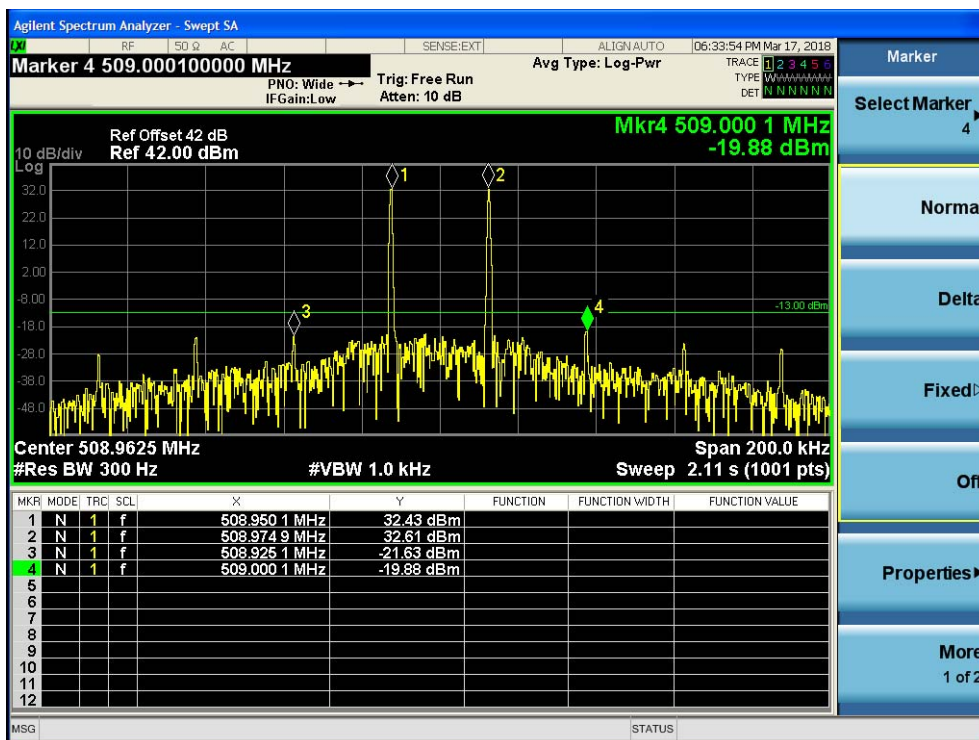 Agilent Spectrum Analyzer - Swept SA
LXI RF 50 Ω AC SENSE:EXT ALIGN AUTO 06:33:54 PM Mar 17, 2018
Marker 4 509.000100000 MHz
PNO: Wide
IFGain:Low
Trig: Free Run
Atten: 10 dB
Avg Type: Log-Pwr
TRACE 1 2 3 4 5 6
TYPE
DET N N N N N N
Ref Offset 42 dB
10 dB/div Ref 42.00 dBm
Log
Mkr4 509.000 1 MHz
-19.88 dBm
32.0
22.0
12.0
2.00
-8.00
-18.0
-28.0
-38.0
-48.0
1
2
3
4
-13.00 dBm
Center 508.9625 MHz Span 200.0 kHz
#Res BW 300 Hz #VBW 1.0 kHz Sweep 2.11 s (1001 pts)
MKR MODE TRC SCL X Y FUNCTION FUNCTION WIDTH FUNCTION VALUE
1 N 1 f 508.950 1 MHz 32.43 dBm
2 N 1 f 508.974 9 MHz 32.61 dBm
3 N 1 f 508.925 1 MHz -21.63 dBm
4 N 1 f 509.000 1 MHz -19.88 dBm
5
6
7
8
9
10
11
12
MSG STATUS
Marker
Select Marker
4
Norma
Delta
Fixed
Off
Properties
More
1 of 2